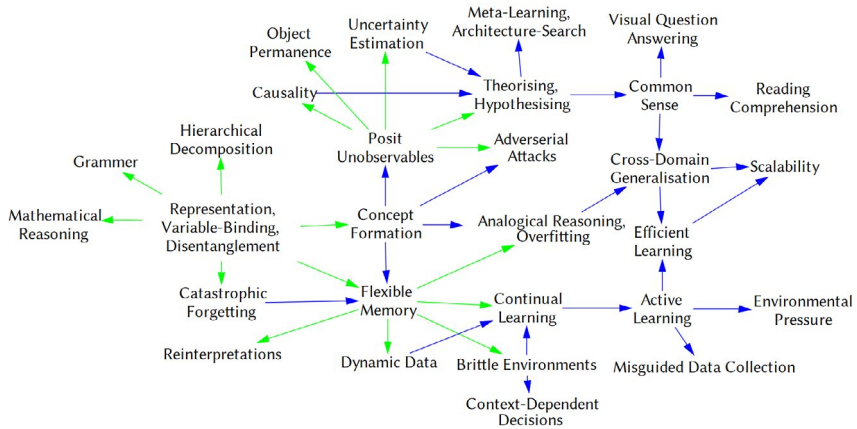 Object
Permanence
Uncertainty
Estimation
Meta-Learning,
Architecture-Search
Visual Question
Answering
Causality
Theorising,
Hypothesising
Common
Sense
Reading
Comprehension
Hierarchical
Decomposition
Posit
Unobservables
Adverserial
Attacks
Grammer
Cross-Domain
Generalisation
Scalability
Mathematical
Reasoning
Representation,
Variable-Binding,
Disentanglement
Concept
Formation
Analogical Reasoning,
Overfitting
Efficient
Learning
Catastrophic
Forgetting
Flexible
Memory
Continual
Learning
Active
Learning
Environmental
Pressure
Reinterpretations
Dynamic Data
Brittle Environments
Misguided Data Collection
Context-Dependent
Decisions